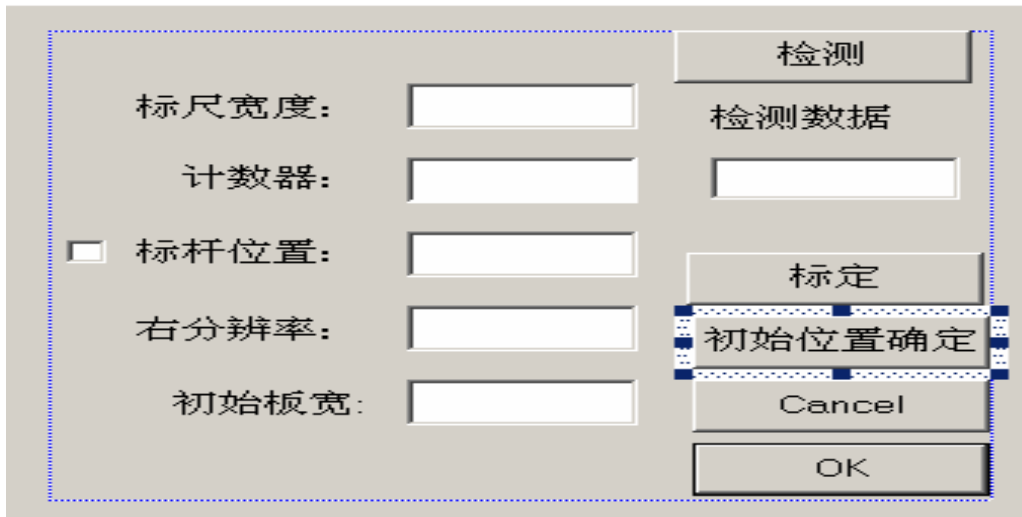 检测
标尺宽度：
检测数据
计数器：
标杆位置：
标定
右分辨率：
初始位置确定
初始板宽:
Cancel
OK